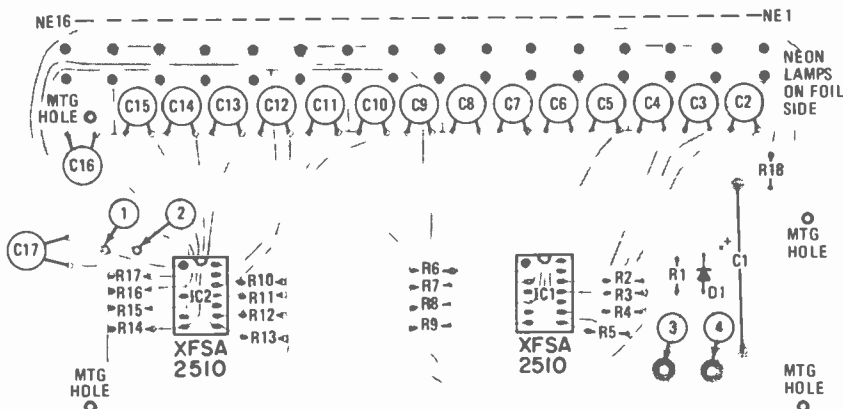 NE16 NE1
NEON
LAMPS
ON FOIL
SIDE
MTG
HOLE
C15 C14 C13 C12 C11 C10 C9 C8 C7 C6 C5 C4 C3 C2
C16
R18
1 2
C17
MTG
HOLE
C1
+
R17
R16
R15
R14
IC2
R10
R11
R12
R13
XFSA
2510
R6
R7
R8
R9
IC1
XFSA
2510
R2
R3
R4
R5
R1
D1
3 4
MTG
HOLE
MTG
HOLE